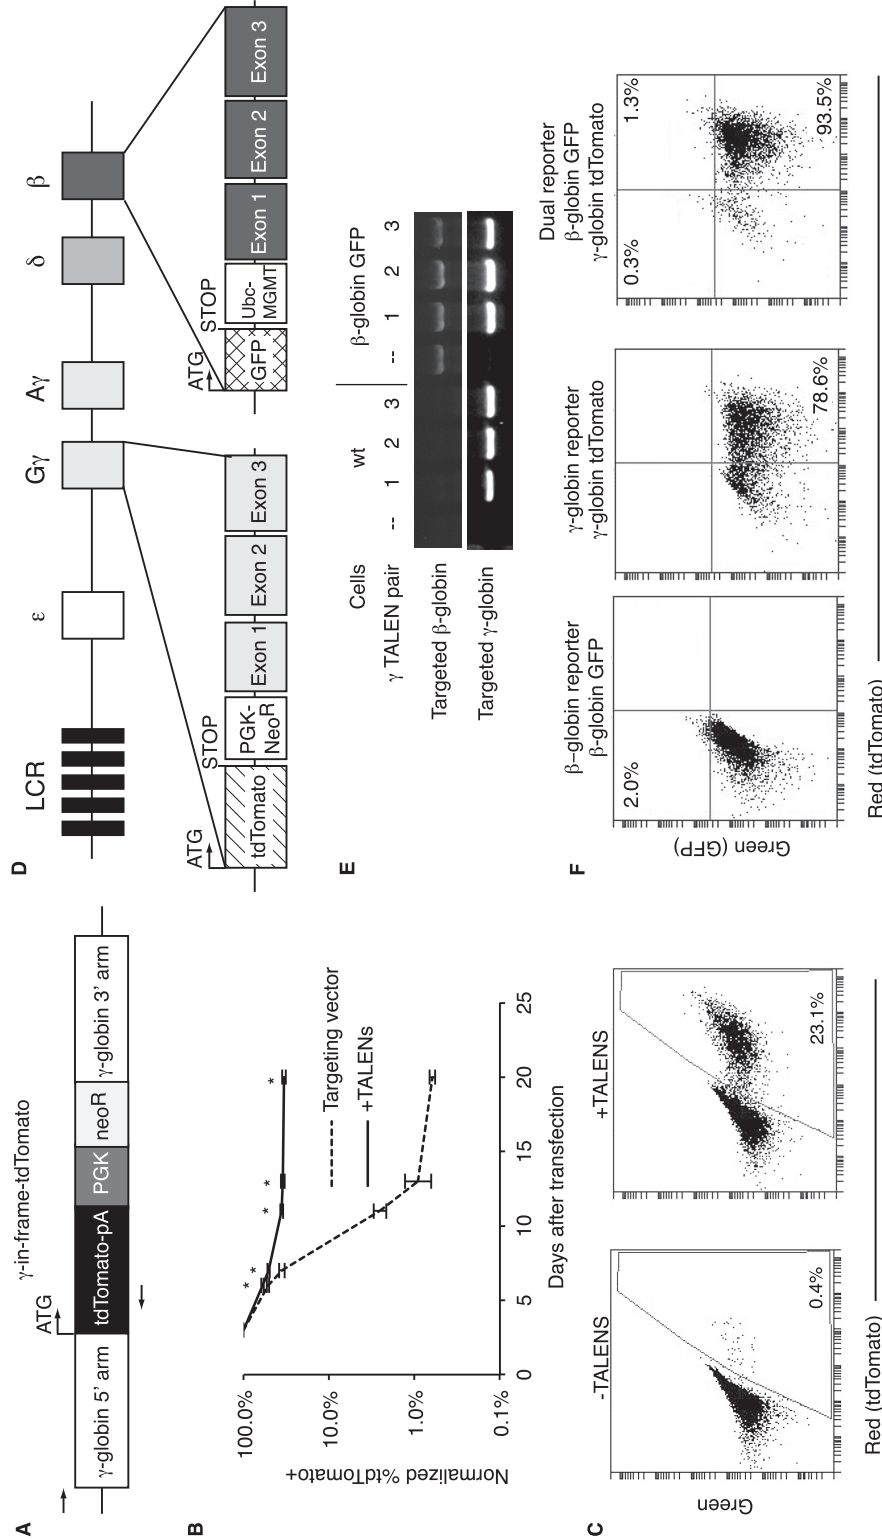 A
γ-in-frame-tdTomato
ATG
γ-globin 5' arm
tdTomato-pA
PGK
neoR
γ-globin 3' arm
B
Normalized %tdTomato+
100.0%
10.0%
1.0%
0.1%
0
5
10
15
20
25
Days after transfection
* * * * *
Targeting vector
+TALENs
C
-TALENS
+TALENS
Green
0.4%
23.1%
Red (tdTomato)
D
LCR
ε
Gγ
Aγ
δ
β
ATG
STOP
tdTomato
PGK-
NeoR
Exon 1
Exon 2
Exon 3
ATG
STOP
GFP
Ubc-
MGMT
Exon 1
Exon 2
Exon 3
E
Cells
wt
β-globin GFP
γ TALEN pair
-- 1 2 3 -- 1 2 3
Targeted β-globin
Targeted γ-globin
F
β–globin reporter
β-globin GFP
γ-globin reporter
γ-globin tdTomato
Dual reporter
β-globin GFP
γ-globin tdTomato
Green (GFP)
2.0%
78.6%
0.3%
1.3%
93.5%
Red (tdTomato)